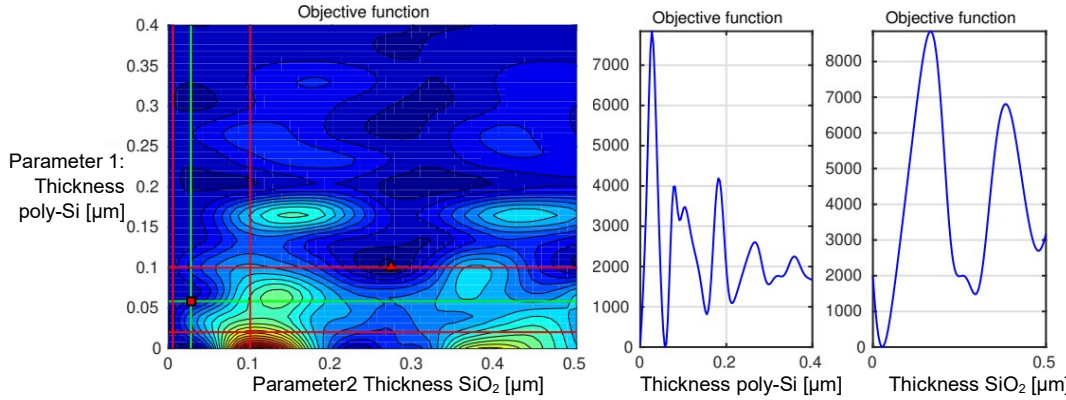 Objective function
0.4
0.35
0.3
0.25
0.2
0.15
0.1
0.05
0
0 0.1 0.2 0.3 0.4 0.5
Parameter 1:
Thickness
poly-Si [µm]
Parameter2 Thickness SiO₂ [µm]
Objective function
7000
6000
5000
4000
3000
2000
1000
0
0 0.2 0.4
Thickness poly-Si [µm]
Objective function
8000
7000
6000
5000
4000
3000
2000
1000
0
0 0.5
Thickness SiO₂ [µm]